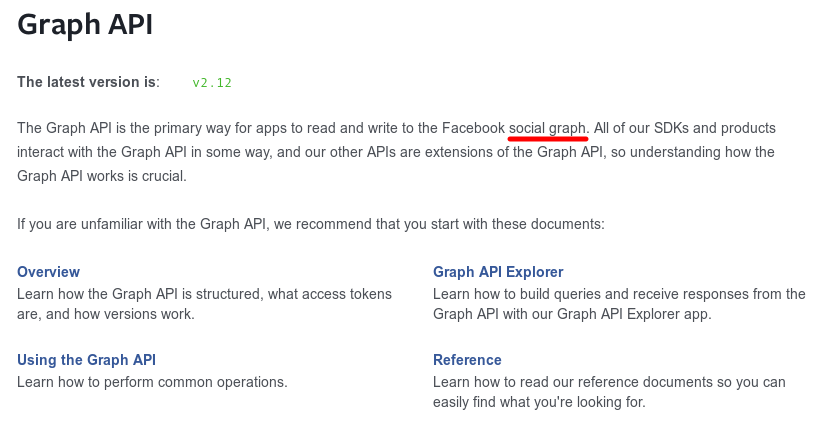 Graph API
The latest version is: v2.12
The Graph API is the primary way for apps to read and write to the Facebook social graph. All of our SDKs and products
interact with the Graph API in some way, and our other APIs are extensions of the Graph API, so understanding how the
Graph API works is crucial.
If you are unfamiliar with the Graph API, we recommend that you start with these documents:
Overview
Learn how the Graph API is structured, what access tokens
are, and how versions work.
Graph API Explorer
Learn how to build queries and receive responses from the
Graph API with our Graph API Explorer app.
Using the Graph API
Learn how to perform common operations.
Reference
Learn how to read our reference documents so you can
easily find what you're looking for.